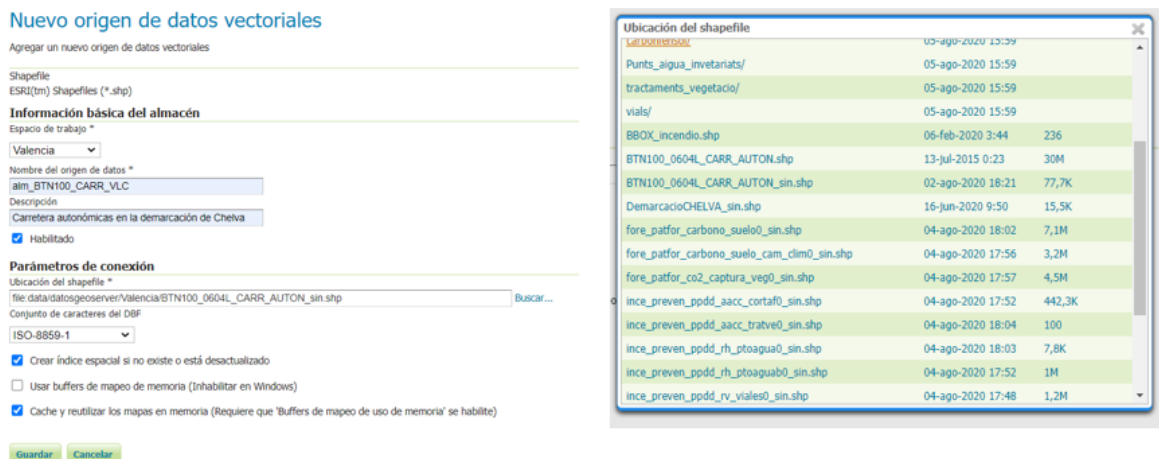 Nuevo origen de datos vectoriales
Agregar un nuevo origen de datos vectoriales
Shapefile
ESRI(tm) Shapefiles (*.shp)
Información básica del almacén
Espacio de trabajo *
Valencia
Nombre del origen de datos *
alm_BTN100_CARR_VLC
Descripción
Carretera autonómicas en la demarcación de Chelva
Habilitado
Parámetros de conexión
Ubicación del shapefile *
file:data/datosgeoserver/Valencia/BTN100_0604L_CARR_AUTON_sin.shp Buscar...
Conjunto de caracteres del DBF
ISO-8859-1
Crear índice espacial si no existe o está desactualizado
Usar buffers de mapeo de memoria (Inhabilitar en Windows)
Cache y reutilizar los mapas en memoria (Requiere que 'Buffers de mapeo de uso de memoria' se habilite)
Guardar Cancelar
Ubicación del shapefile
05-ago-2020 15:59
Punts_aigua_invetariats/ 05-ago-2020 15:59
tractaments_vegetacio/ 05-ago-2020 15:59
vials/ 05-ago-2020 15:59
BBOX_incendio.shp 06-feb-2020 3:44 236
BTN100_0604L_CARR_AUTON.shp 13-jul-2015 0:23 30M
BTN100_0604L_CARR_AUTON_sin.shp 02-ago-2020 18:21 77,7K
DemarcacioCHELVA_sin.shp 16-jun-2020 9:50 15,5K
fore_patfor_carbono_suelo0_sin.shp 04-ago-2020 18:02 7,1M
fore_patfor_carbono_suelo_cam_clim0_sin.shp 04-ago-2020 17:56 3,2M
fore_patfor_co2_captura_veg0_sin.shp 04-ago-2020 17:57 4,5M
ince_preven_ppdd_aacc_cortaf0_sin.shp 04-ago-2020 17:52 442,3K
ince_preven_ppdd_aacc_tratve0_sin.shp 04-ago-2020 18:04 100
ince_preven_ppdd_rh_ptoagua0_sin.shp 04-ago-2020 18:03 7,8K
ince_preven_ppdd_rh_ptoaguab0_sin.shp 04-ago-2020 17:52 1M
ince_preven_ppdd_rv_viales0_sin.shp 04-ago-2020 17:48 1,2M